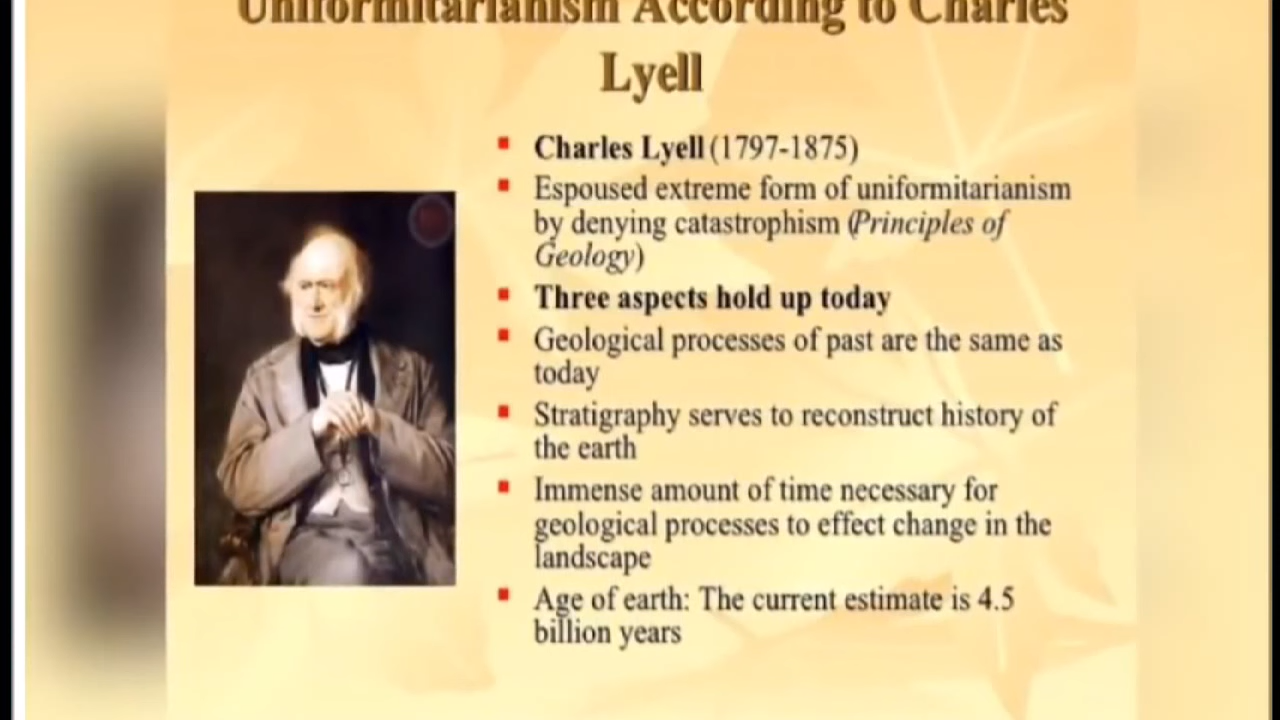 Uniformitarianism According to Charles
Lyell
Charles Lyell (1797-1875)
Espoused extreme form of uniformitarianism
by denying catastrophism (Principles of
Geology)
Three aspects hold up today
Geological processes of past are the same as
today
Stratigraphy serves to reconstruct history of
the earth
Immense amount of time necessary for
geological processes to effect change in the
landscape
Age of earth: The current estimate is 4.5
billion years